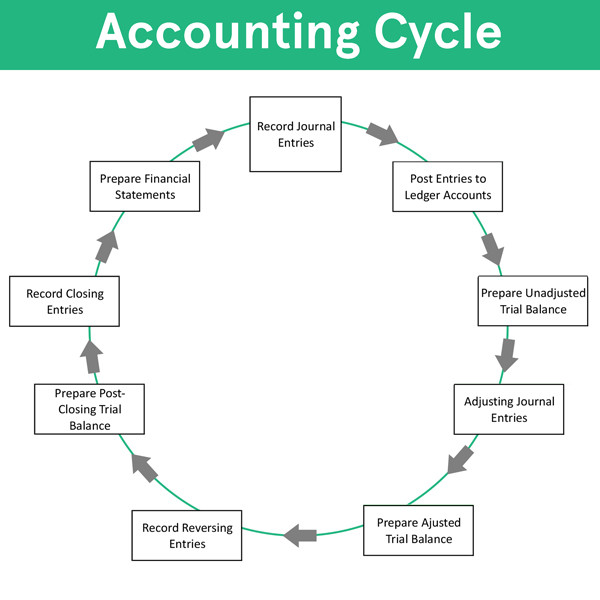 Accounting Cycle
Record Journal
Entries
Post Entries to
Ledger Accounts
Prepare Unadjusted
Trial Balance
Adjusting Journal
Entries
Prepare Ajusted
Trial Balance
Record Reversing
Entries
Prepare Post-
Closing Trial
Balance
Record Closing
Entries
Prepare Financial
Statements